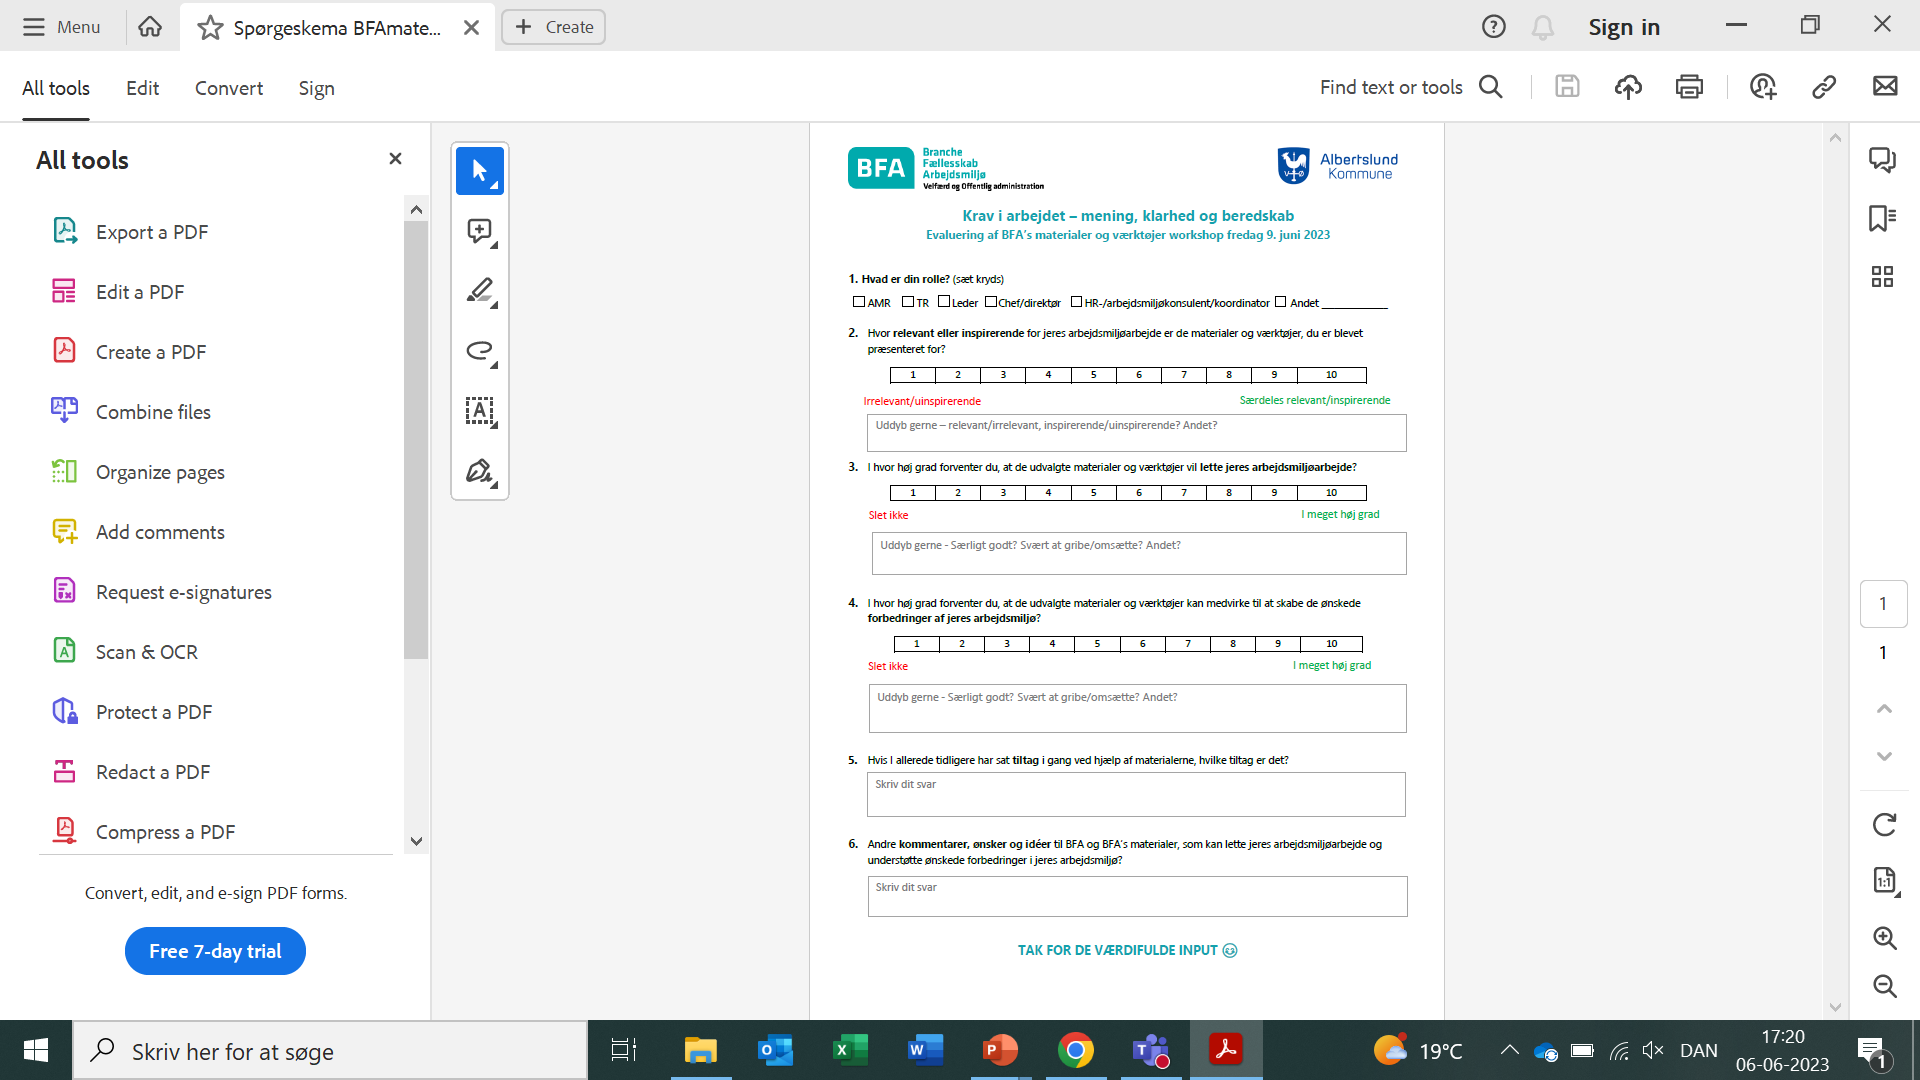 Menu
Spørgeskema BFAmate...
Create
Sign in
All tools
Edit
Convert
Sign
Find text or tools
All tools
Export a PDF
Edit a PDF
Create a PDF
Combine files
Organize pages
Add comments
Request e-signatures
Scan & OCR
Protect a PDF
Redact a PDF
Compress a PDF
Convert, edit, and e-sign PDF forms.
Free 7-day trial
BFA
Branche
Fællesskab
Arbejdsmiljø
Velfærd og Offentlig administration
Albertslund
Kommune
Krav i arbejdet – mening, klarhed og beredskab
Evaluering af BFA's materialer og værktøjer workshop fredag 9. juni 2023
1. Hvad er din rolle? (sæt kryds)
AMR TR Leder Chef/direktør HR-/arbejdsmiljøkonsulent/koordinator Andet ____________
2. Hvor relevant eller inspirerende for jeres arbejdsmiljøarbejde er de materialer og værktøjer, du er blevet
præsenteret for?
1 2 3 4 5 6 7 8 9 10
Irrelevant/uinspirerende Særdeles relevant/inspirerende
Uddyb gerne – relevant/irrelevant, inspirerende/uinspirerende? Andet?
3. I hvor høj grad forventer du, at de udvalgte materialer og værktøjer vil lette jeres arbejdsmiljøarbejde?
1 2 3 4 5 6 7 8 9 10
Slet ikke I meget høj grad
Uddyb gerne - Særligt godt? Svært at gribe/omsætte? Andet?
4. I hvor høj grad forventer du, at de udvalgte materialer og værktøjer kan medvirke til at skabe de ønskede
forbedringer af jeres arbejdsmiljø?
1 2 3 4 5 6 7 8 9 10
Slet ikke I meget høj grad
Uddyb gerne - Særligt godt? Svært at gribe/omsætte? Andet?
5. Hvis I allerede tidligere har sat tiltag i gang ved hjælp af materialerne, hvilke tiltag er det?
Skriv dit svar
6. Andre kommentarer, ønsker og idéer til BFA og BFA's materialer, som kan lette jeres arbejdsmiljøarbejde og
understøtte ønskede forbedringer i jeres arbejdsmiljø?
Skriv dit svar
TAK FOR DE VÆRDIFULDE INPUT
1
1
1:1
Skriv her for at søge
19°C
DAN
17:20
06-06-2023
1